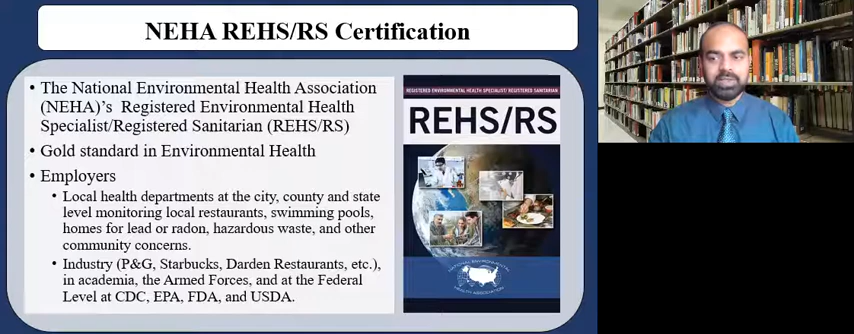 NEHA REHS/RS Certification
• The National Environmental Health Association
(NEHA)'s Registered Environmental Health
Specialist/Registered Sanitarian (REHS/RS)
• Gold standard in Environmental Health
• Employers
• Local health departments at the city, county and state
level monitoring local restaurants, swimming pools,
homes for lead or radon, hazardous waste, and other
community concerns.
• Industry (P&G, Starbucks, Darden Restaurants, etc.),
in academia, the Armed Forces, and at the Federal
Level at CDC, EPA, FDA, and USDA.
REGISTERED ENVIRONMENTAL HEALTH SPECIALIST/ REGISTERED SANITARIAN
REHS/RS
NATIONAL ENVIRONMENTAL
HEALTH ASSOCIATION